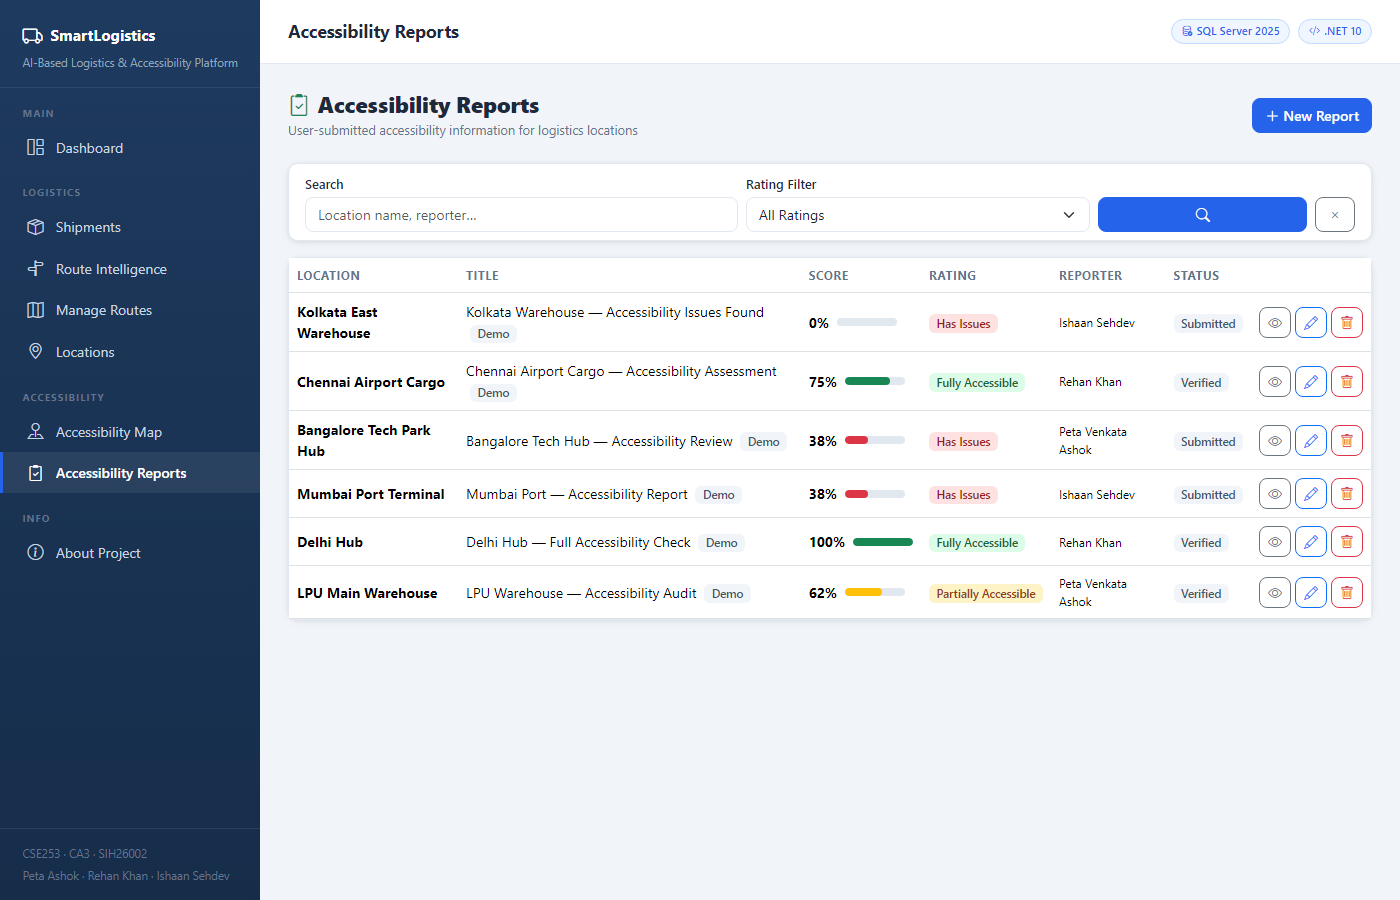 SmartLogistics
AI-Based Logistics & Accessibility Platform
MAIN
Dashboard
LOGISTICS
Shipments
Route Intelligence
Manage Routes
Locations
ACCESSIBILITY
Accessibility Map
Accessibility Reports
INFO
About Project
CSE253 · CA3 · SIH26002
Peta Ashok · Rehan Khan · Ishaan Sehdev
Accessibility Reports
SQL Server 2025
.NET 10
Accessibility Reports
User-submitted accessibility information for logistics locations
New Report
Search
Rating Filter
Location name, reporter...
All Ratings
LOCATION TITLE SCORE RATING REPORTER STATUS
Kolkata East
Warehouse
Kolkata Warehouse — Accessibility Issues Found
Demo
0%
Has Issues
Ishaan Sehdev
Submitted
Chennai Airport Cargo
Chennai Airport Cargo — Accessibility Assessment
Demo
75%
Fully Accessible
Rehan Khan
Verified
Bangalore Tech Park
Hub
Bangalore Tech Hub — Accessibility Review Demo
38%
Has Issues
Peta Venkata
Ashok
Submitted
Mumbai Port Terminal
Mumbai Port — Accessibility Report Demo
38%
Has Issues
Ishaan Sehdev
Submitted
Delhi Hub
Delhi Hub — Full Accessibility Check Demo
100%
Fully Accessible
Rehan Khan
Verified
LPU Main Warehouse
LPU Warehouse — Accessibility Audit Demo
62%
Partially Accessible
Peta Venkata
Ashok
Verified